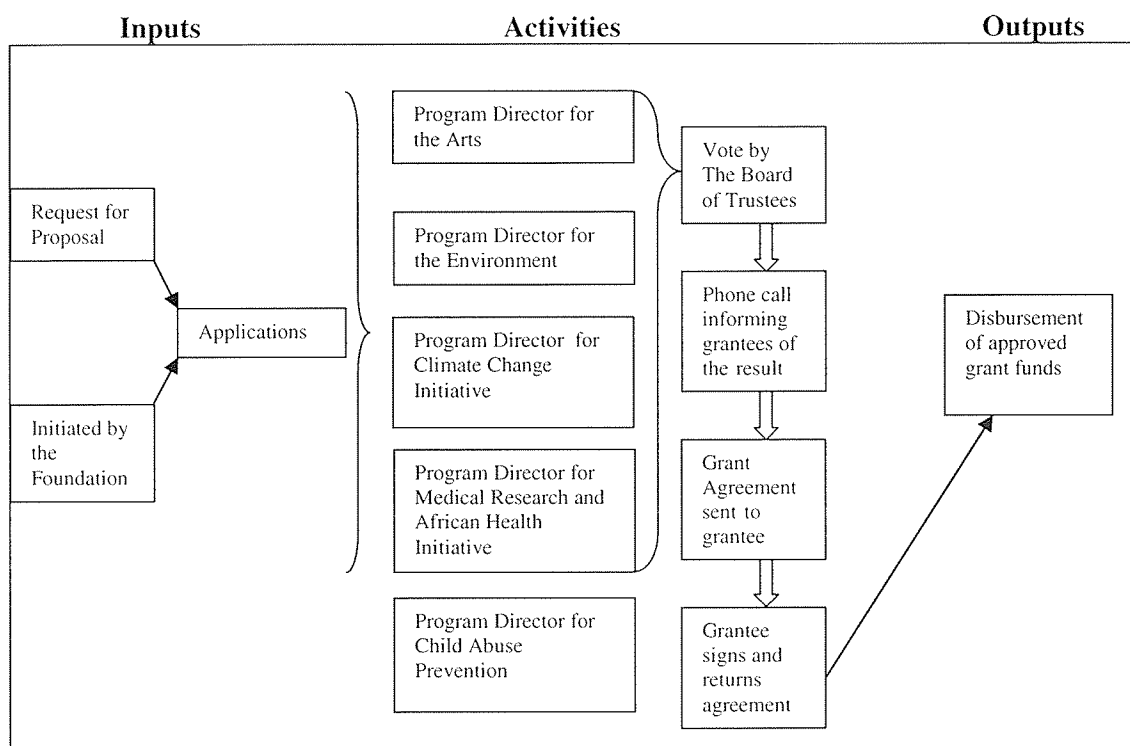 Inputs
Activities
Outputs
Request for
Proposal
Initiated by
the
Foundation
Applications
Program Director for
the Arts
Program Director for
the Environment
Program Director for
Climate Change
Initiative
Program Director for
Medical Research and
African Health
Initiative
Program Director for
Child Abuse
Prevention
Vote by
The Board
of Trustees
Phone call
informing
grantees of
the result
Grant
Agreement
sent to
grantee
Grantee
signs and
returns
agreement
Disbursement
of approved
grant funds